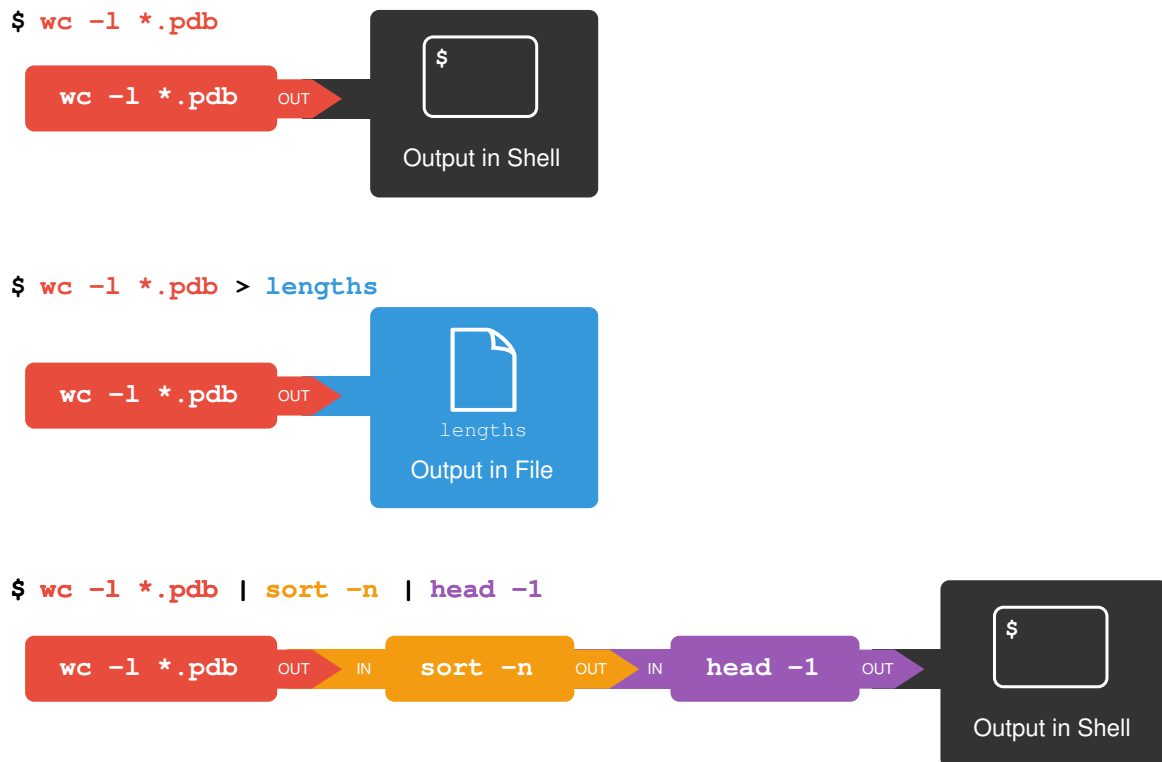 $ wc -l *.pdb
$
wc -l *.pdb OUT
Output in Shell
$ wc -l *.pdb > lengths
wc -l *.pdb OUT
lengths
Output in File
$ wc -l *.pdb | sort -n | head -1
$
wc -l *.pdb OUT IN sort -n OUT IN head -1 OUT
Output in Shell